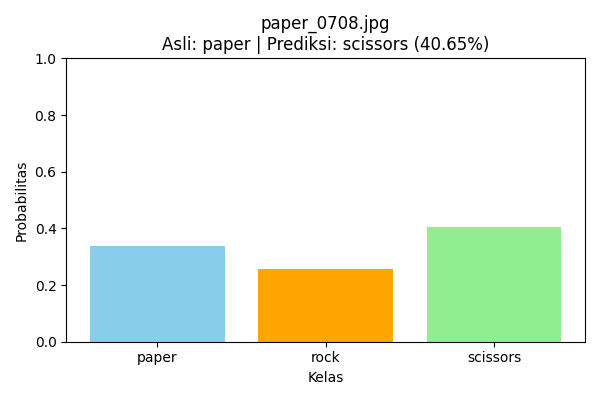 paper_0708.jpg
Asli: paper | Prediksi: scissors (40.65%)
1.0
0.8
0.6
0.4
0.2
0.0
Probabilitas
paper rock scissors
Kelas